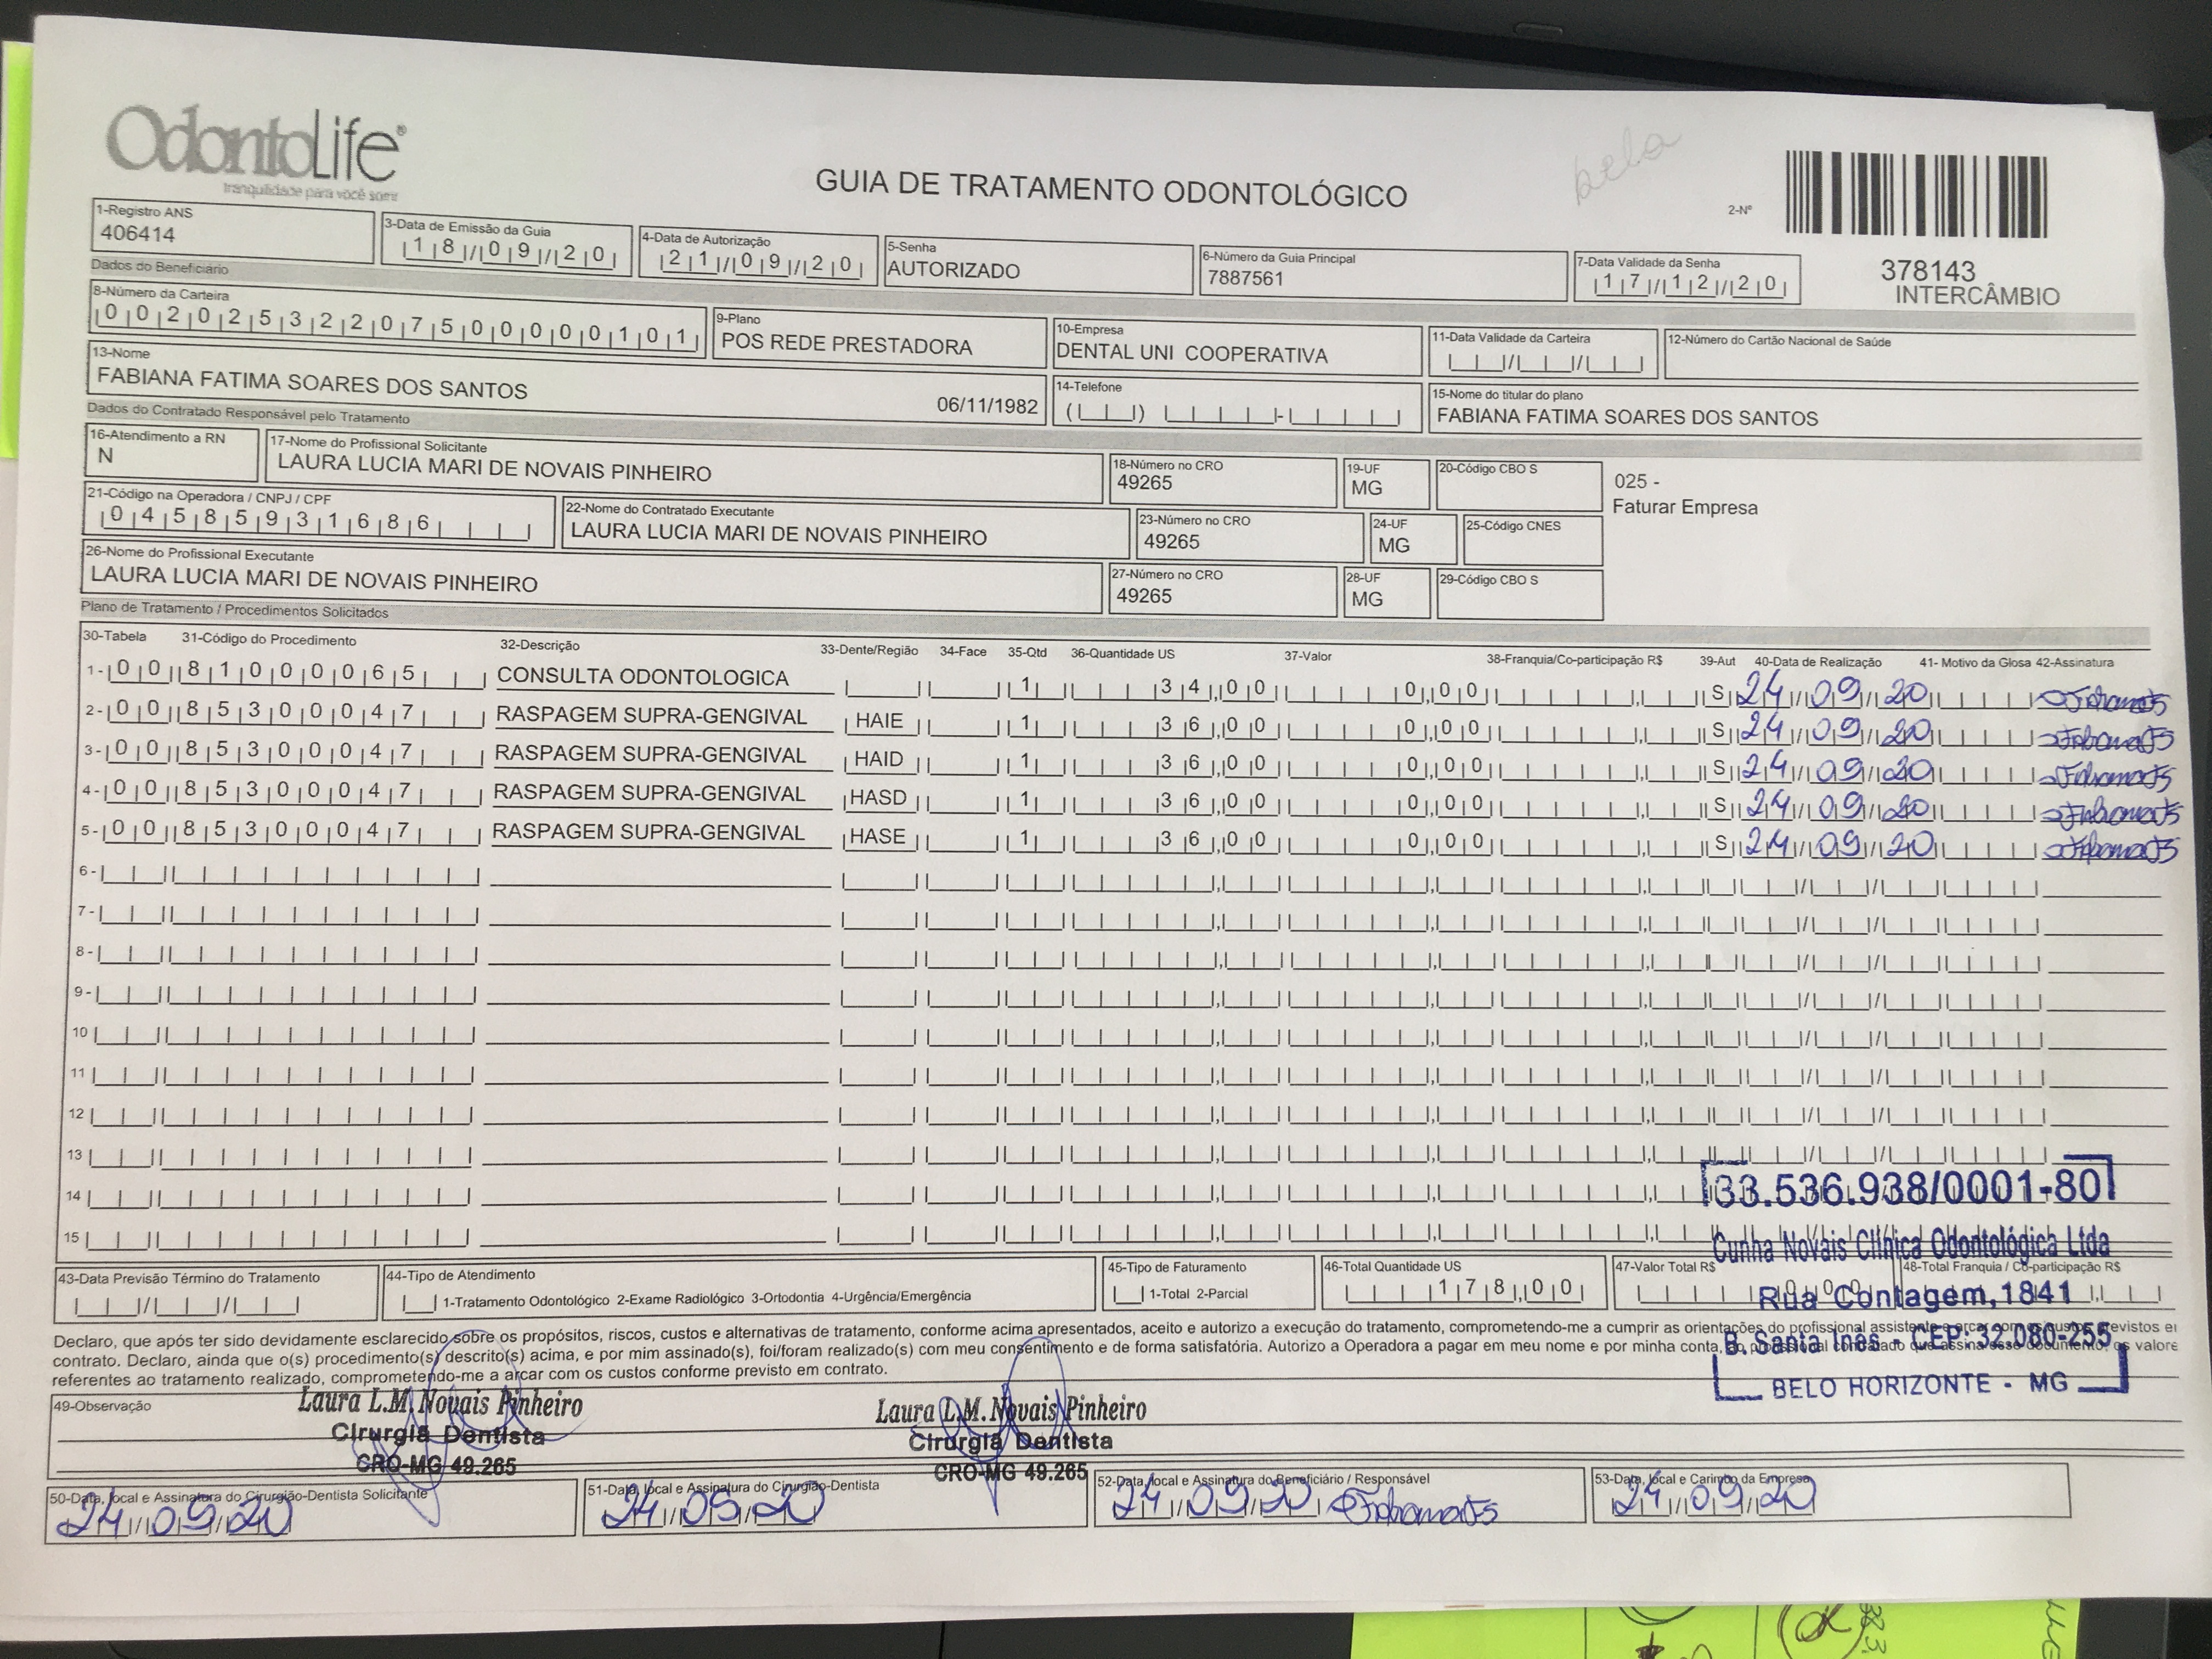 OdontoLife®
tranquilidade para você sorrir
GUIA DE TRATAMENTO ODONTOLÓGICO
bela
2-Nº
378143
INTERCÂMBIO
1-Registro ANS
406414
3-Data de Emissão da Guia
18/09/20
4-Data de Autorização
21/09/20
5-Senha
AUTORIZADO
6-Número da Guia Principal
7887561
7-Data Validade da Senha
17/12/20
Dados do Beneficiário
8-Número da Carteira
00202532207500000101
9-Plano
POS REDE PRESTADORA
10-Empresa
DENTAL UNI COOPERATIVA
11-Data Validade da Carteira
12-Número do Cartão Nacional de Saúde
13-Nome
FABIANA FATIMA SOARES DOS SANTOS
06/11/1982
14-Telefone
15-Nome do titular do plano
FABIANA FATIMA SOARES DOS SANTOS
Dados do Contratado Responsável pelo Tratamento
16-Atendimento a RN
N
17-Nome do Profissional Solicitante
LAURA LUCIA MARI DE NOVAIS PINHEIRO
18-Número no CRO
49265
19-UF
MG
20-Código CBO S
025 -
Faturar Empresa
21-Código na Operadora / CNPJ / CPF
04585931686
22-Nome do Contratado Executante
LAURA LUCIA MARI DE NOVAIS PINHEIRO
23-Número no CRO
49265
24-UF
MG
25-Código CNES
26-Nome do Profissional Executante
LAURA LUCIA MARI DE NOVAIS PINHEIRO
27-Número no CRO
49265
28-UF
MG
29-Código CBO S
Plano de Tratamento / Procedimentos Solicitados
30-Tabela 31-Código do Procedimento 32-Descrição 33-Dente/Região 34-Face 35-Qtd 36-Quantidade US 37-Valor 38-Franquia/Co-participação R$ 39-Aut 40-Data de Realização 41- Motivo da Glosa 42-Assinatura
1- 00 81000065 CONSULTA ODONTOLOGICA 1 34,00 0,00 S 24/09/20
2- 00 85300047 RASPAGEM SUPRA-GENGIVAL HAIE 1 36,00 0,00 S 24/09/20
3- 00 85300047 RASPAGEM SUPRA-GENGIVAL HAID 1 36,00 0,00 S 24/09/20
4- 00 85300047 RASPAGEM SUPRA-GENGIVAL HASD 1 36,00 0,00 S 24/09/20
5- 00 85300047 RASPAGEM SUPRA-GENGIVAL HASE 1 36,00 0,00 S 24/09/20
6-
7-
8-
9-
10
11
12
13
14
15
33.536.938/0001-80
Cunha Novais Clínica Odontológica Ltda
Rua Contagem, 1841
B. Santa Inês - CEP: 32.080-255
BELO HORIZONTE - MG
43-Data Previsão Término do Tratamento
44-Tipo de Atendimento
1-Tratamento Odontológico 2-Exame Radiológico 3-Ortodontia 4-Urgência/Emergência
45-Tipo de Faturamento
1-Total 2-Parcial
46-Total Quantidade US
178,00
47-Valor Total R$
0,00
48-Total Franquia / Co-participação R$
Declaro, que após ter sido devidamente esclarecido sobre os propósitos, riscos, custos e alternativas de tratamento, conforme acima apresentados, aceito e autorizo a execução do tratamento, comprometendo-me a cumprir as orientações do profissional assistente e arcar com os custos previstos em
contrato. Declaro, ainda que o(s) procedimento(s) descrito(s) acima, e por mim assinado(s), foi/foram realizado(s) com meu consentimento e de forma satisfatória. Autorizo a Operadora a pagar em meu nome e por minha conta, ao profissional contratado que assina esse documento, os valore
referentes ao tratamento realizado, comprometendo-me a arcar com os custos conforme previsto em contrato.
49-Observação
Laura L.M. Novais Pinheiro
Cirurgiã Dentista
CRO-MG 49.265
Laura L.M. Novais Pinheiro
Cirurgiã Dentista
CRO-MG 49.265
50-Data, local e Assinatura do Cirurgião-Dentista Solicitante
24/09/20
51-Data, local e Assinatura do Cirurgião-Dentista
24/09/20
52-Data, local e Assinatura do Beneficiário / Responsável
24/09/20
53-Data, local e Carimbo da Empresa
24/09/20